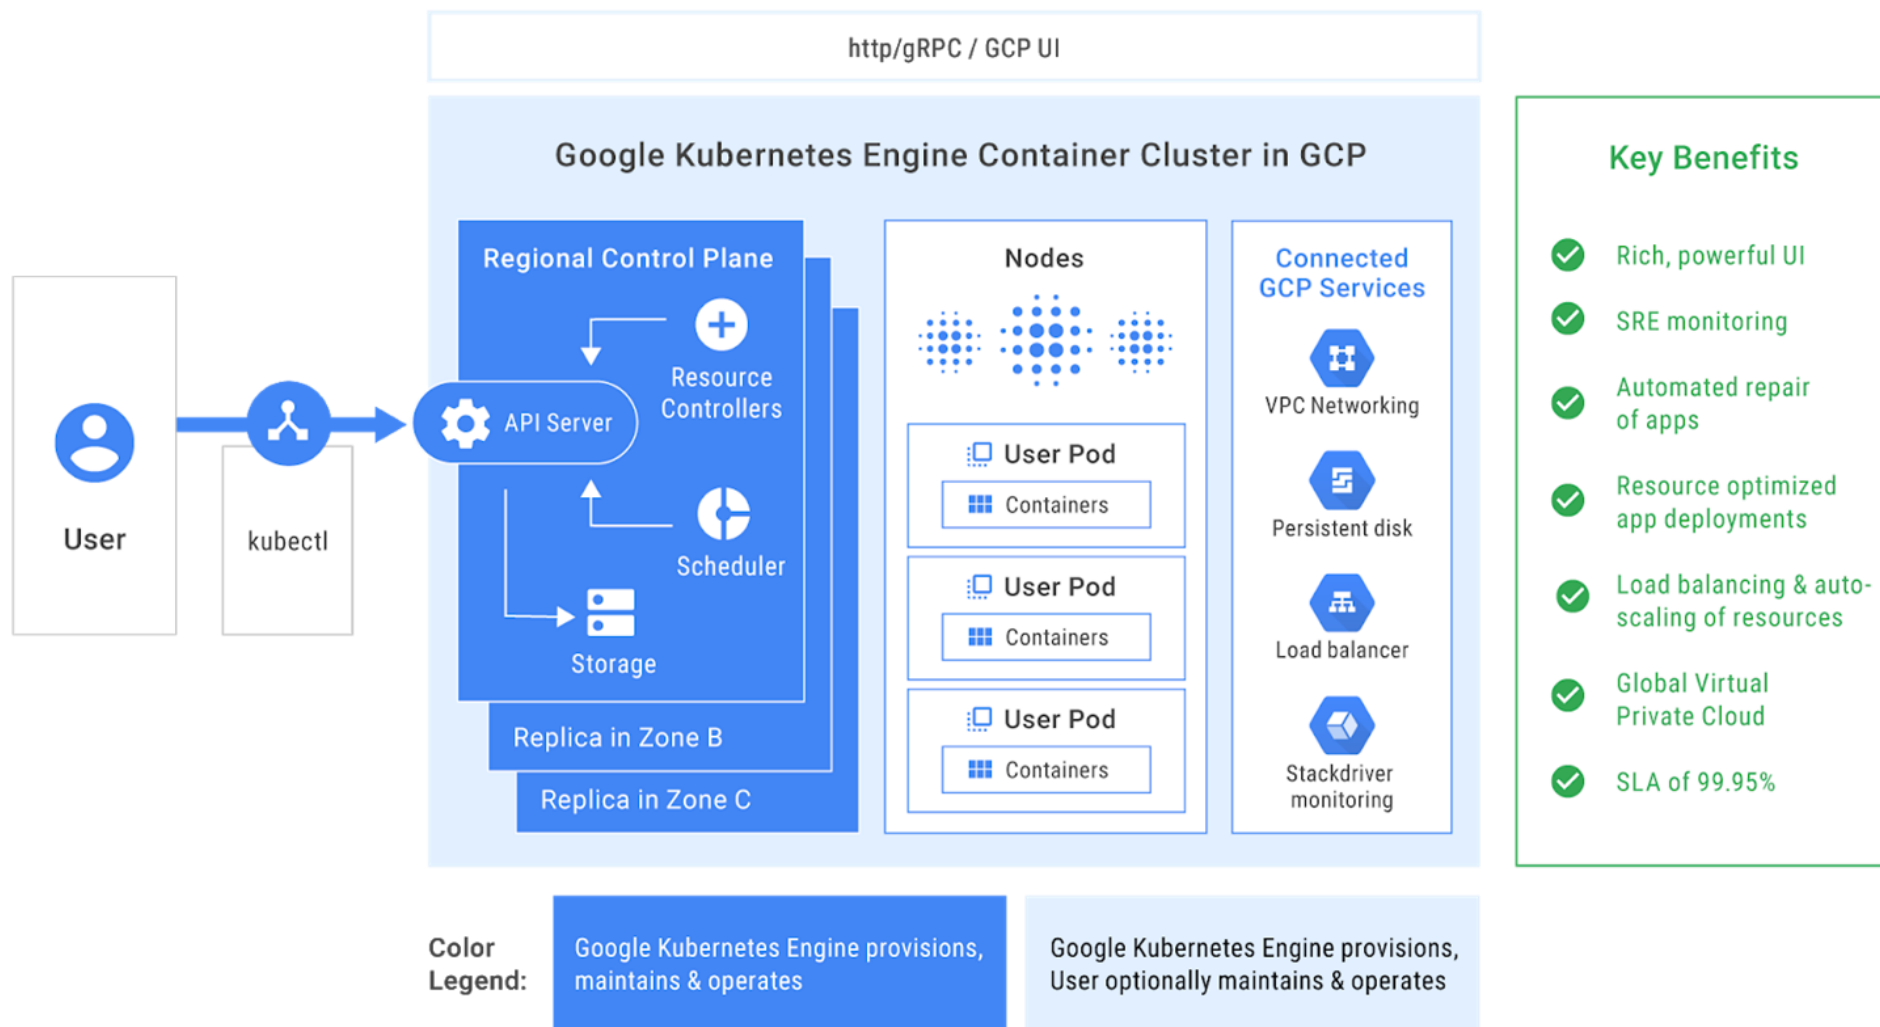 http/gRPC / GCP UI
Google Kubernetes Engine Container Cluster in GCP
User
kubectl
Regional Control Plane
Resource
Controllers
API Server
Scheduler
Storage
Replica in Zone B
Replica in Zone C
Nodes
User Pod
Containers
User Pod
Containers
User Pod
Containers
Connected
GCP Services
VPC Networking
Persistent disk
Load balancer
Stackdriver
monitoring
Key Benefits
Rich, powerful UI
SRE monitoring
Automated repair
of apps
Resource optimized
app deployments
Load balancing & auto-
scaling of resources
Global Virtual
Private Cloud
SLA of 99.95%
Color
Legend:
Google Kubernetes Engine provisions,
maintains & operates
Google Kubernetes Engine provisions,
User optionally maintains & operates